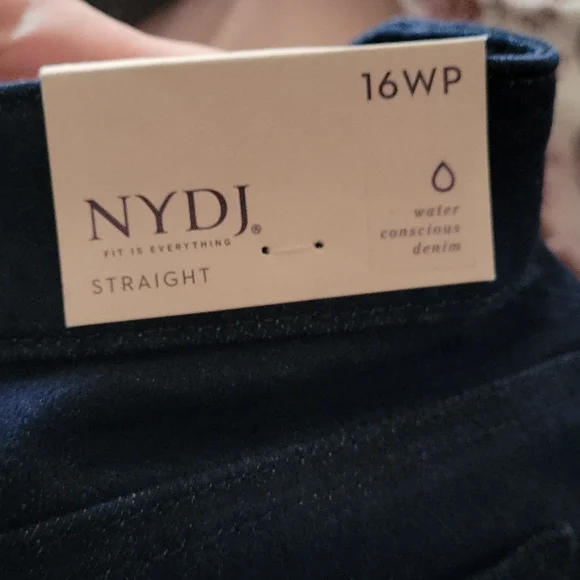 16WP
NYDJ®
FIT IS EVERYTHING
STRAIGHT
water
conscious
denim